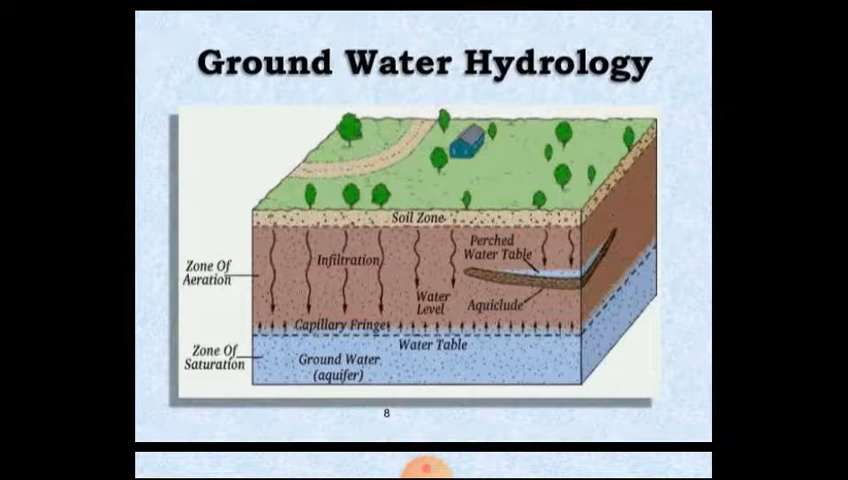 Ground Water Hydrology
Soil Zone
Perched
Water Table
Infiltration
Zone Of
Aeration
Water
Level
Aquiclude
Capillary Fringes
Water Table
Zone Of
Saturation
Ground Water
(aquifer)
8